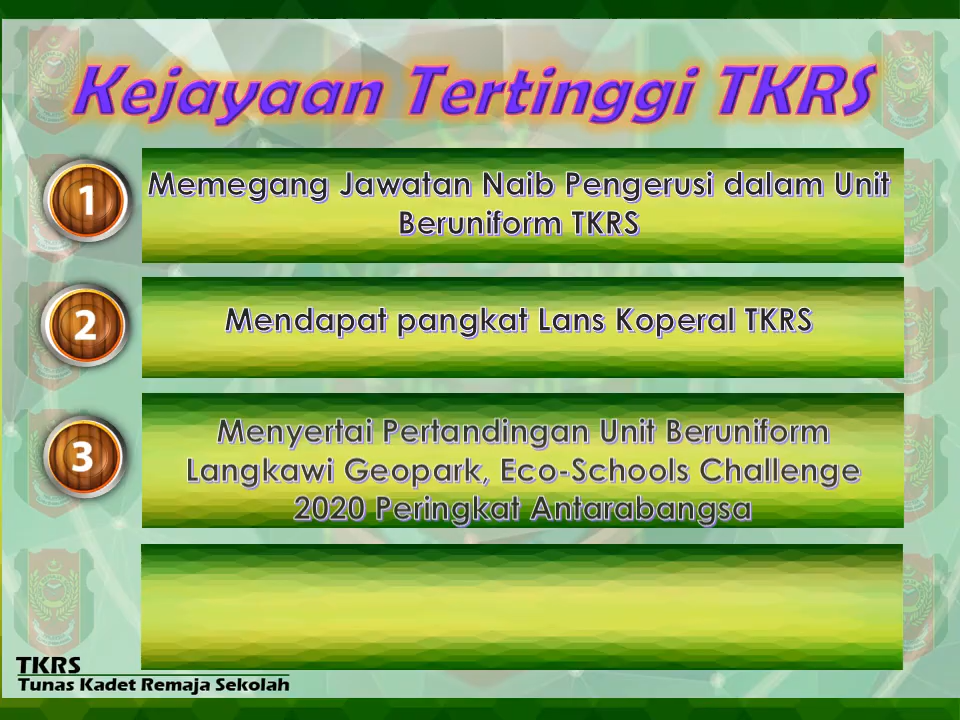 Kejayaan Tertinggi TKRS
1
Memegang Jawatan Naib Pengerusi dalam Unit
Beruniform TKRS
2
Mendapat pangkat Lans Koperal TKRS
3
Menyertai Pertandingan Unit Beruniform
Langkawi Geopark, Eco-Schools Challenge
2020 Peringkat Antarabangsa
TKRS
Tunas Kadet Remaja Sekolah